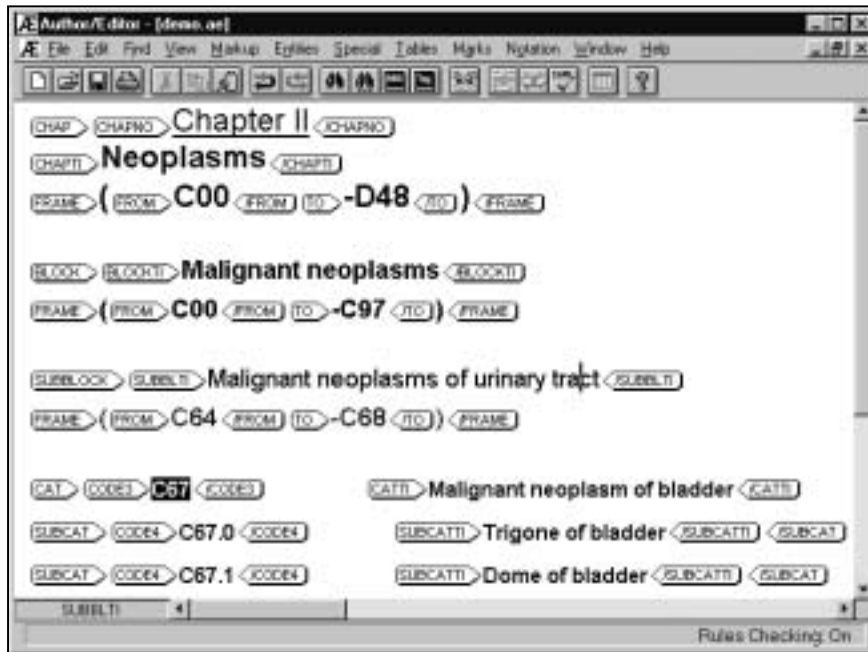 Author/Editor - [demo.ae]
File Edit Find View Markup Entities Special Tables Marks Notation Window Help
CHAP CHAPNO Chapter II /CHAPNO
CHAPTI Neoplasms /CHAPTI
FRAME ( FROM C00 /FROM TO -D48 /TO ) /FRAME
BLOCK BLOCKTI Malignant neoplasms /BLOCKTI
FRAME ( FROM C00 /FROM TO -C97 /TO ) /FRAME
SUBBLOCK SUBBLTI Malignant neoplasms of urinary tract /SUBBLTI
FRAME ( FROM C64 /FROM TO -C68 /TO ) /FRAME
CAT CODE3 C67 /CODE3 CATTI Malignant neoplasm of bladder /CATTI
SUBCAT CODE4 C67.0 /CODE4 SUBCATTI Trigone of bladder /SUBCATTI /SUBCAT
SUBCAT CODE4 C67.1 /CODE4 SUBCATTI Dome of bladder /SUBCATTI /SUBCAT
SUBBLTI
Rules Checking: On